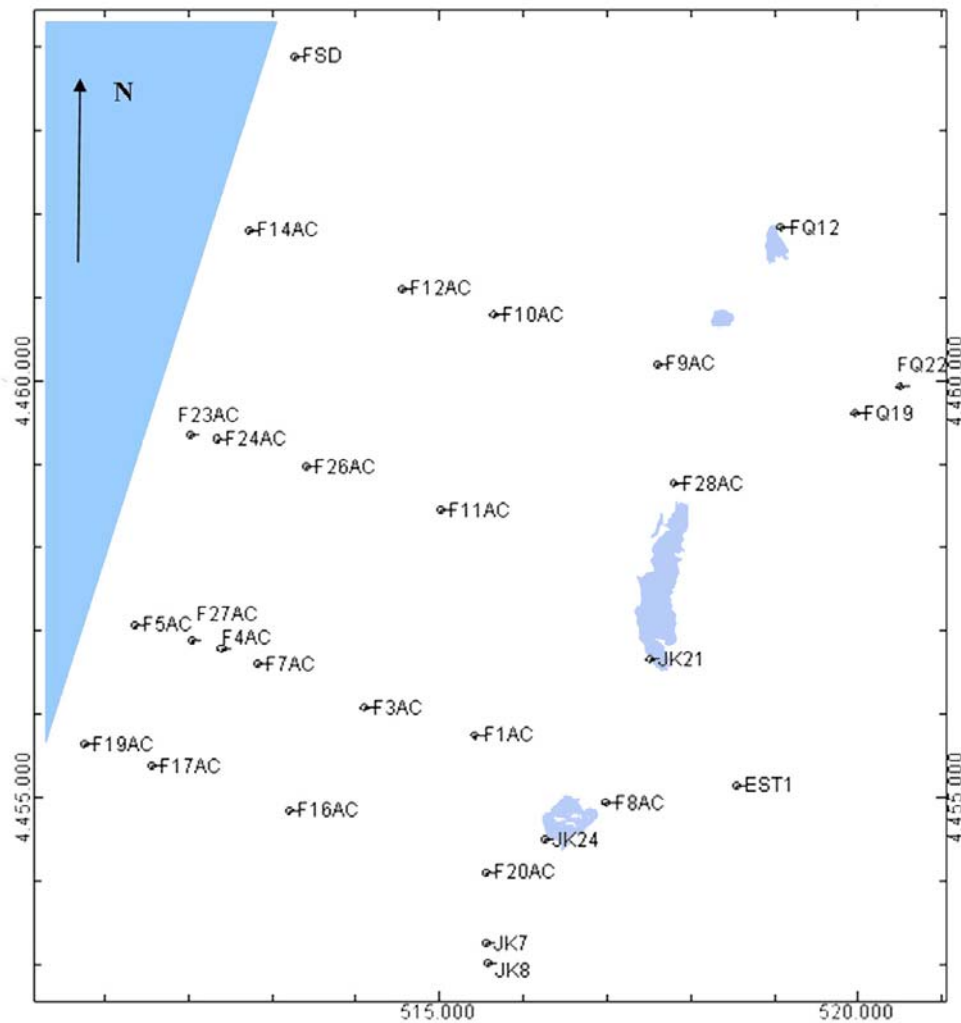 FSD
N
F14AC
FQ12
F12AC
F10AC
4.460.000
F9AC
4.460.000
FQ22
FQ19
F23AC
F24AC
F26AC
F28AC
F11AC
F27AC
F5AC
F4AC
F7AC
JK21
F3AC
F1AC
F19AC
F17AC
EST1
4.455.000
F16AC
F8AC
4.455.000
JK24
F20AC
JK7
JK8
515.000
520.000